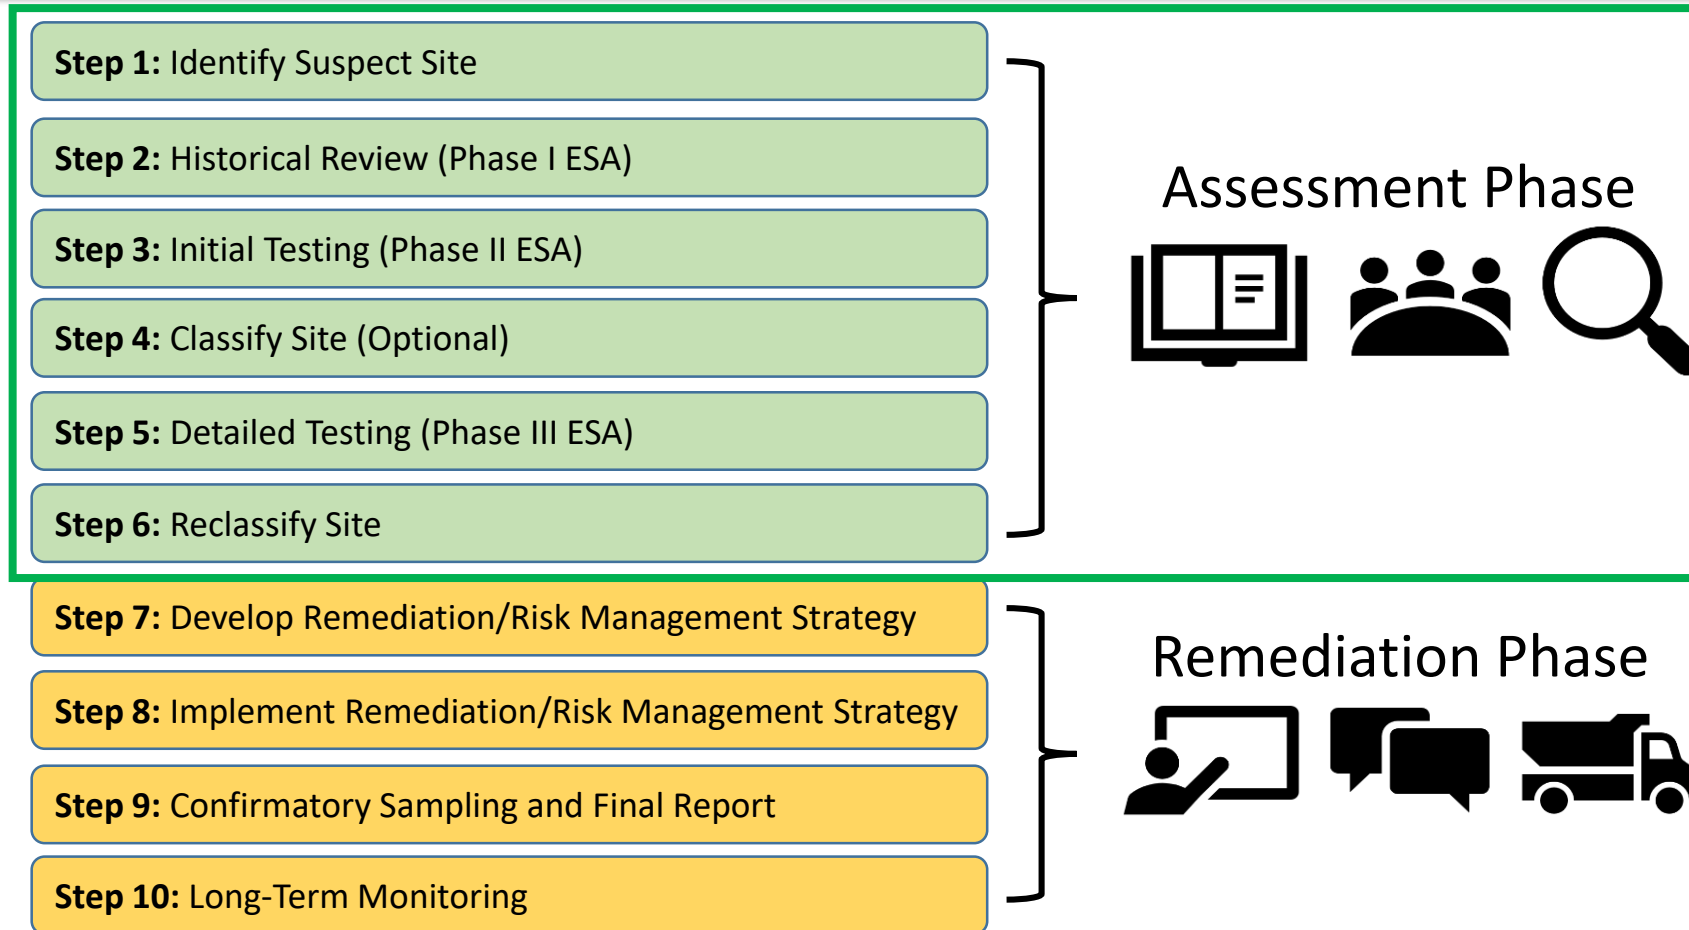 Step 1: Identify Suspect Site
Step 2: Historical Review (Phase I ESA)
Step 3: Initial Testing (Phase II ESA)
Step 4: Classify Site (Optional)
Step 5: Detailed Testing (Phase III ESA)
Step 6: Reclassify Site
Assessment Phase
Step 7: Develop Remediation/Risk Management Strategy
Step 8: Implement Remediation/Risk Management Strategy
Step 9: Confirmatory Sampling and Final Report
Step 10: Long-Term Monitoring
Remediation Phase